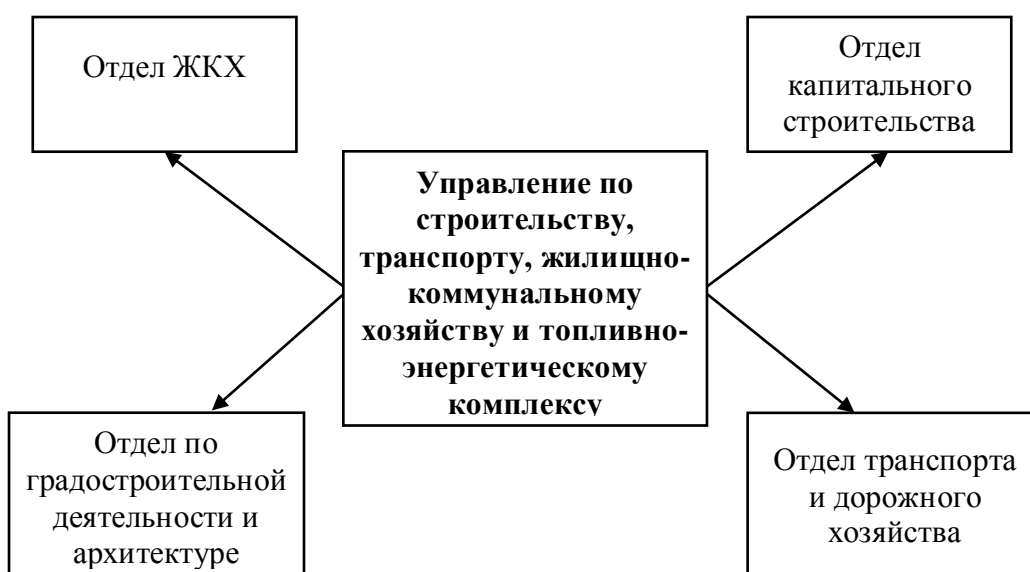 Отдел ЖКХ
Отдел
капитального
строительства
Управление по
строительству,
транспорту, жилищно-
коммунальному
хозяйству и топливно-
энергетическому
комплексу
Отдел по
градостроительной
деятельности и
архитектуре
Отдел транспорта
и дорожного
хозяйства